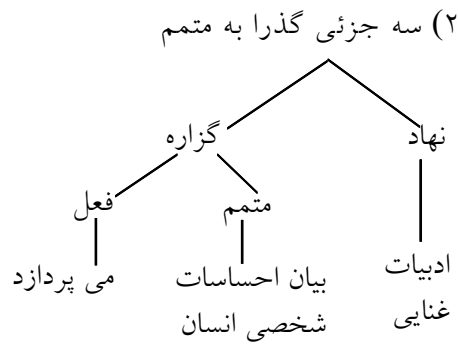 ۲) سه جزئی گذرا به متمم
نهاد
گزاره
متمم
فعل
ادبیات
غنایی
بیان احساسات
شخصی انسان
می پردازد